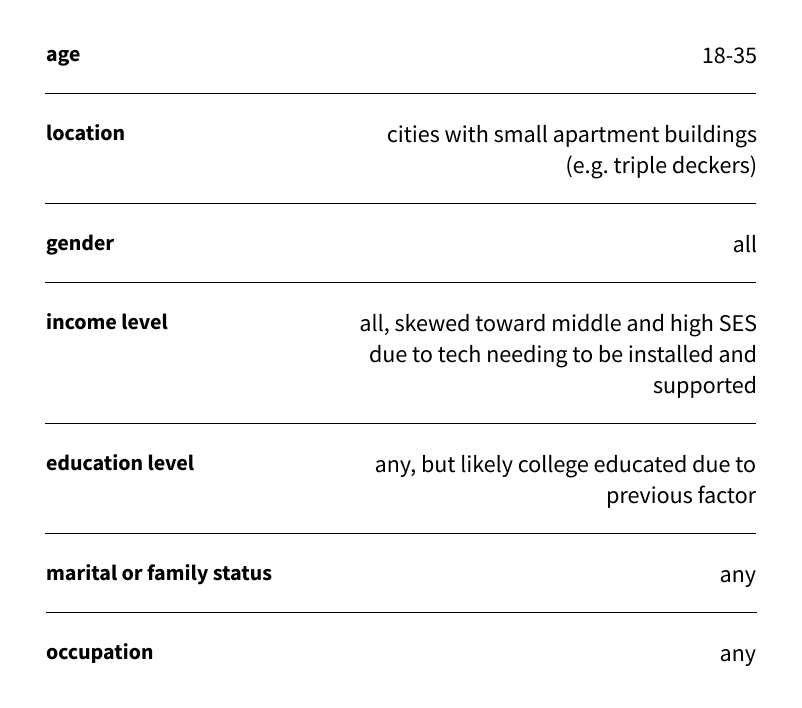 age 18-35
location cities with small apartment buildings
(e.g. triple deckers)
gender all
income level all, skewed toward middle and high SES
due to tech needing to be installed and
supported
education level any, but likely college educated due to
previous factor
marital or family status any
occupation any